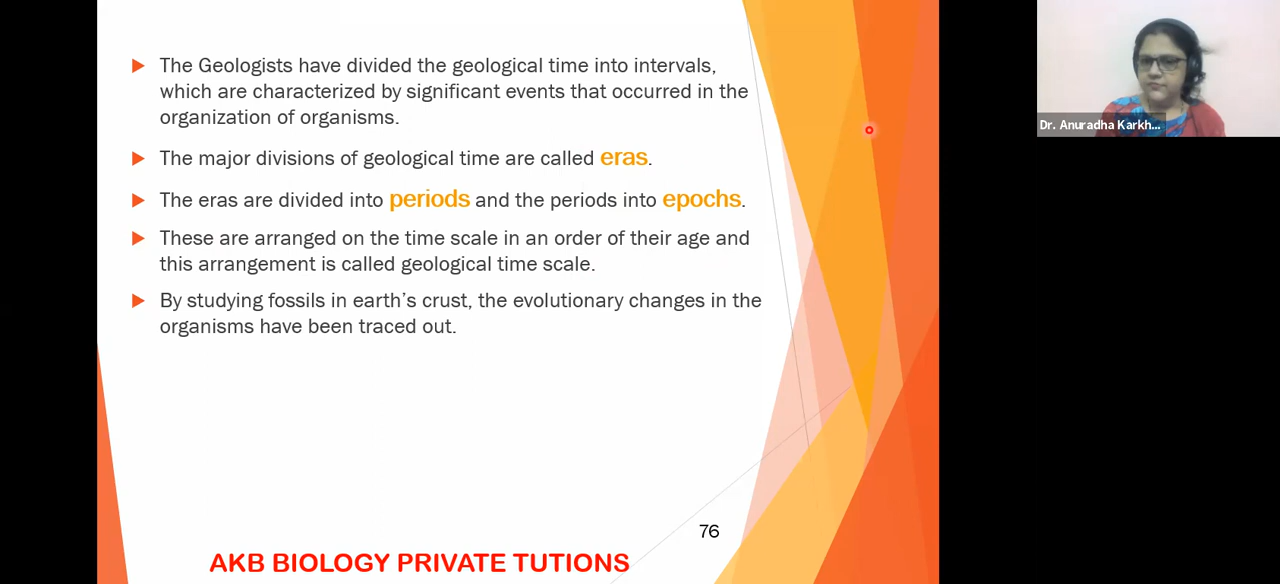 The Geologists have divided the geological time into intervals,
which are characterized by significant events that occurred in the
organization of organisms.
The major divisions of geological time are called eras.
The eras are divided into periods and the periods into epochs.
These are arranged on the time scale in an order of their age and
this arrangement is called geological time scale.
By studying fossils in earth's crust, the evolutionary changes in the
organisms have been traced out.
76
AKB BIOLOGY PRIVATE TUTIONS
Dr. Anuradha Karkh...